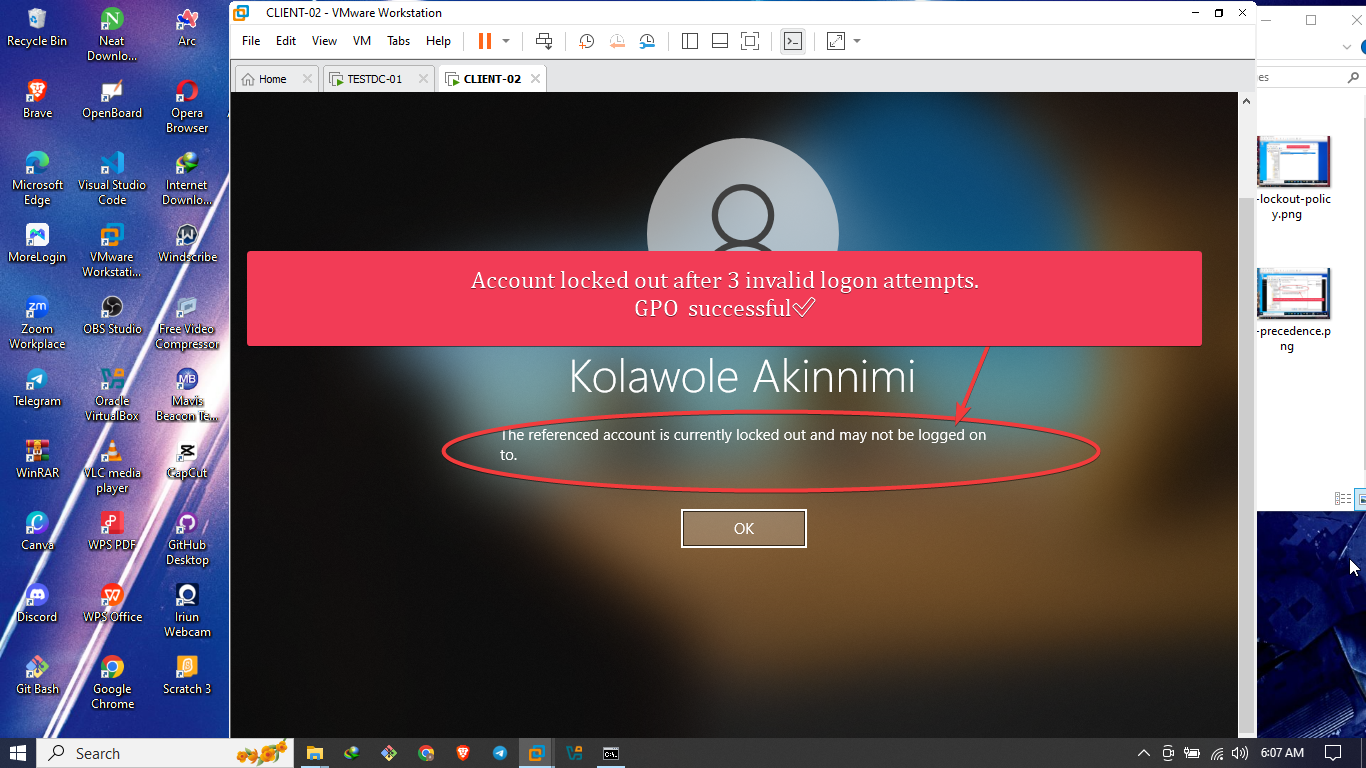 CLIENT-02 - VMware Workstation
File Edit View VM Tabs Help
Home
TESTDC-01
CLIENT-02
Recycle Bin
Neat
Downlo...
Arc
Brave
OpenBoard
Opera
Browser
Microsoft
Edge
Visual Studio
Code
Internet
Downlo...
MoreLogin
VMware
Workstati...
Windscribe
Zoom
Workplace
OBS Studio
Free Video
Compressor
Telegram
Oracle
VirtualBox
Mavis
Beacon Te...
WinRAR
VLC media
player
CapCut
Canva
WPS PDF
GitHub
Desktop
Discord
WPS Office
Iriun
Webcam
Git Bash
Google
Chrome
Scratch 3
Account locked out after 3 invalid logon attempts.
GPO successful✓
Kolawole Akinnimi
The referenced account is currently locked out and may not be logged on
to.
OK
es
-lockout-polic
y.png
-precedence.p
ng
Search
6:07 AM